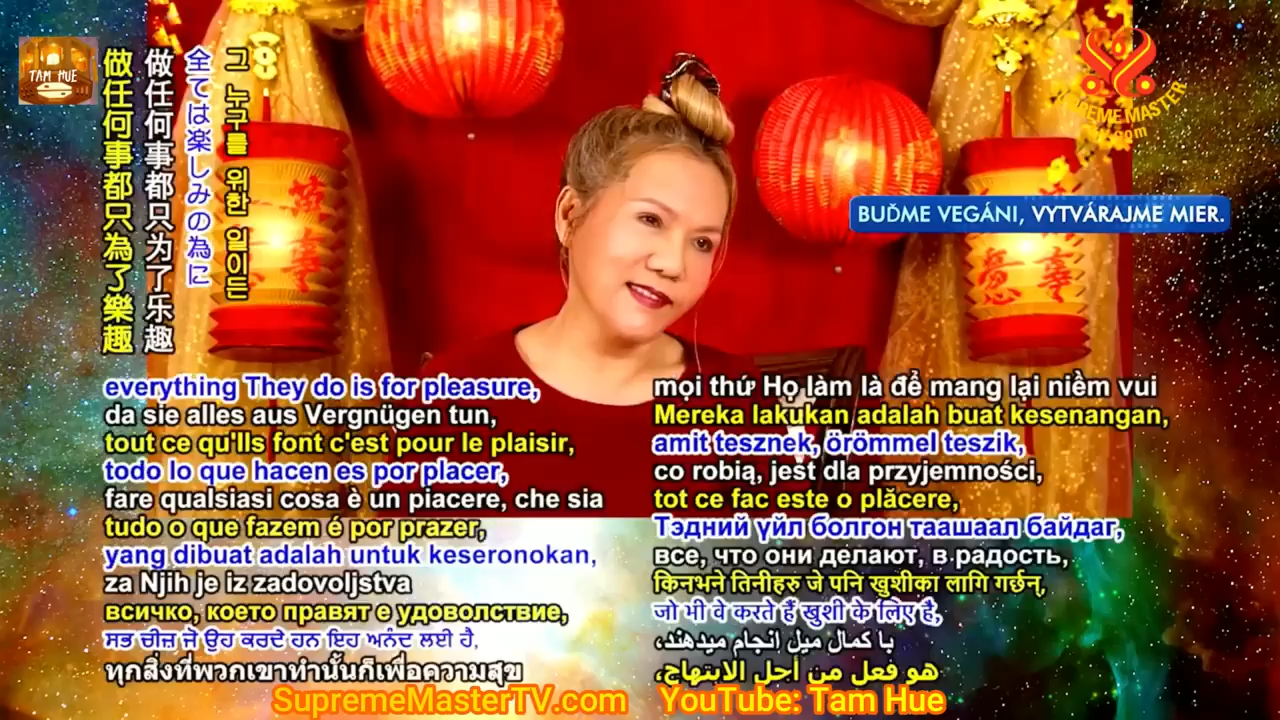 TAM HUE
做任何事都只為了樂趣
做任何事都只为了乐趣
全ては楽しみの為に
그 누구를 위한 일이든
SUPREME MASTER
TV.com
BUĎME VEGÁNI, VYTVÁRAJME MIER.
everything They do is for pleasure,
da sie alles aus Vergnügen tun,
tout ce qu'Ils font c'est pour le plaisir,
todo lo que hacen es por placer,
fare qualsiasi cosa è un piacere, che sia
tudo o que fazem é por prazer,
yang dibuat adalah untuk keseronokan,
za Njih je iz zadovoljstva
всичко, което правят е удоволствие,
ਸਭ ਚੀਜ਼ ਜੋ ਉਹ ਕਰਦੇ ਹਨ ਇਹ ਅਨੰਦ ਲਈ ਹੈ,
ทุกสิ่งที่พวกเขาทำนั้นก็เพื่อความสุข
mọi thứ Họ làm là để mang lại niềm vui
Mereka lakukan adalah buat kesenangan,
amit tesznek, örömmel teszik,
co robią, jest dla przyjemności,
tot ce fac este o plăcere,
Тэдний үйл болгон таашаал байдаг,
все, что они делают, в радость,
किनभने तिनीहरु जे पनि खुशीका लागि गर्छन्,
जो भी वे करते हैं खुशी के लिए है,
با کمال میل انجام میدهند،
هو فعل من أجل الابتهاج،
SupremeMasterTV.com
YouTube: Tam Hue